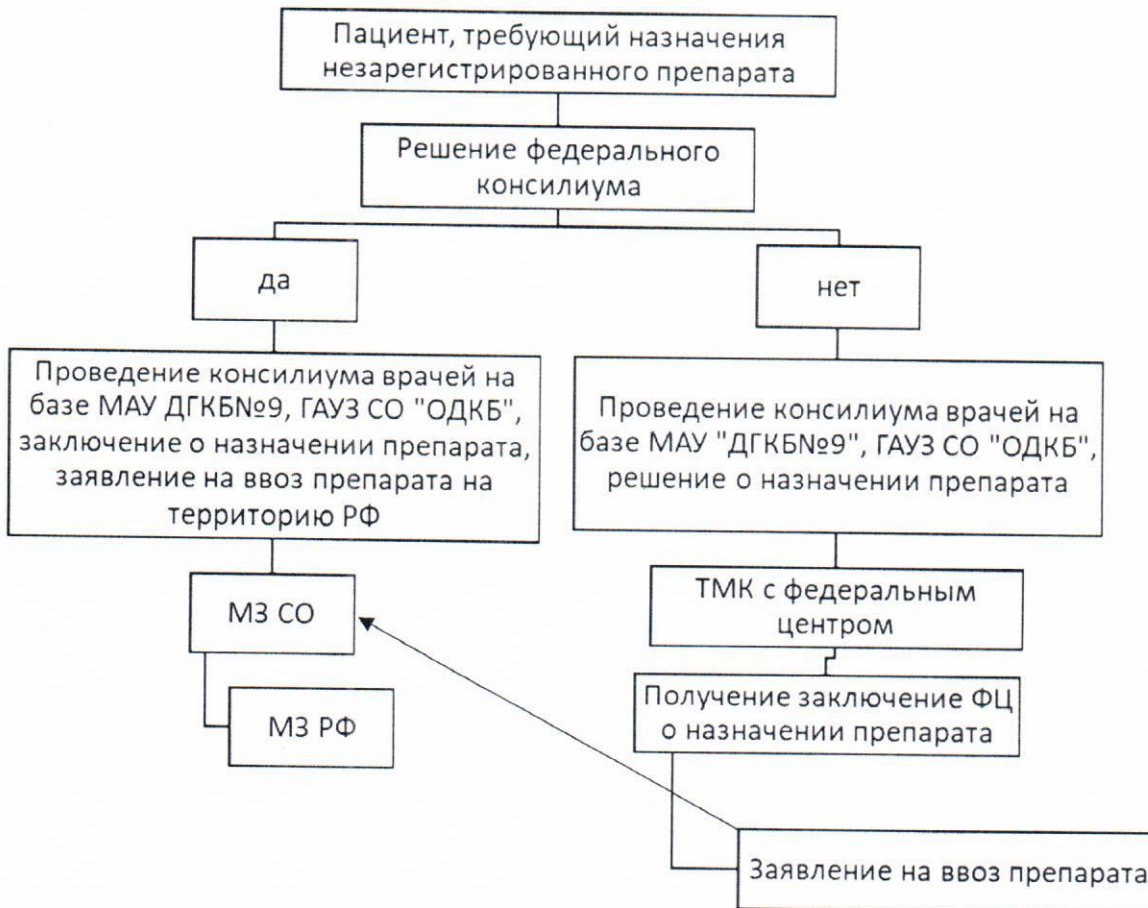 Пациент, требующий назначения
незарегистрированного препарата
Решение федерального
консилиума
да
нет
Проведение консилиума врачей на
базе МАУ ДГКБ№9, ГАУЗ СО "ОДКБ",
заключение о назначении препарата,
заявление на ввоз препарата на
территорию РФ
Проведение консилиума врачей на
базе МАУ "ДГКБ№9", ГАУЗ СО "ОДКБ",
решение о назначении препарата
МЗ СО
ТМК с федеральным
центром
МЗ РФ
Получение заключение ФЦ
о назначении препарата
Заявление на ввоз препарата